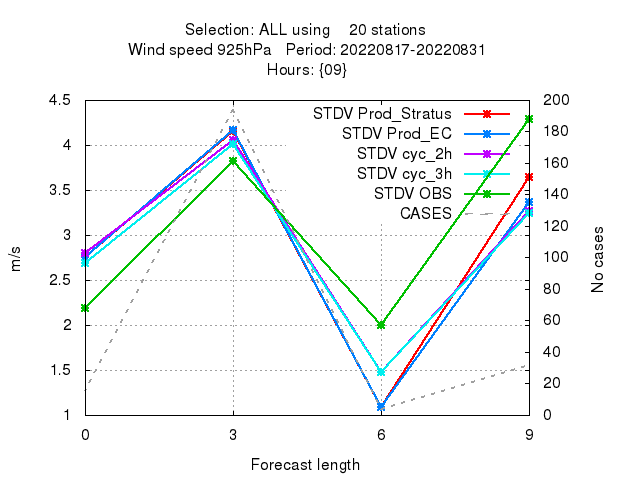 Selection: ALL using    20 stations
Wind speed 925hPa   Period: 20220817-20220831
Hours: {09}
STDV Prod_Stratus
STDV Prod_EC
STDV cyc_2h
STDV cyc_3h
STDV OBS
CASES
4.5
4
3.5
3
2.5
2
1.5
1
m/s
200
180
160
140
120
100
80
60
40
20
0
No cases
0 3 6 9
Forecast length